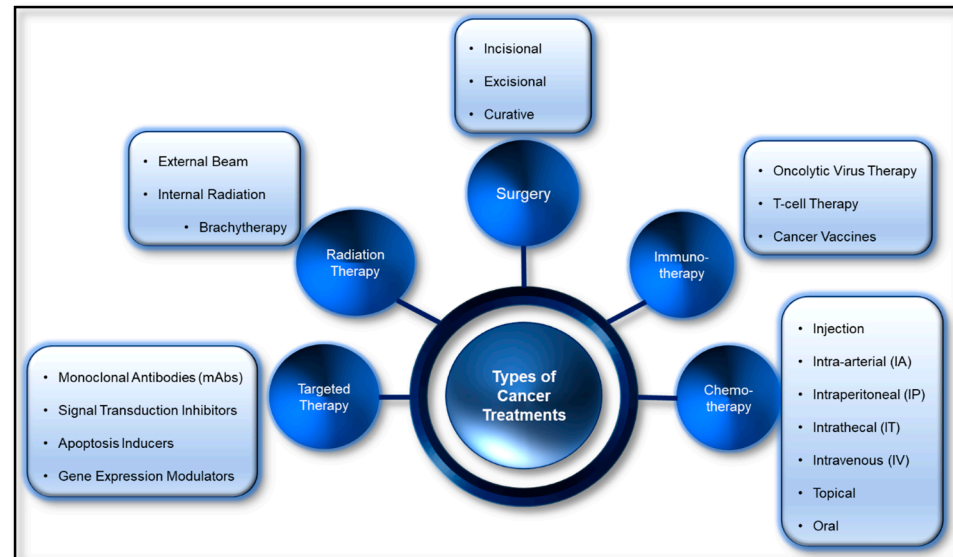 • Incisional
• Excisional
• Curative
Surgery
• External Beam
• Internal Radiation
• Brachytherapy
Radiation
Therapy
• Oncolytic Virus Therapy
• T-cell Therapy
• Cancer Vaccines
Immuno-
therapy
• Monoclonal Antibodies (mAbs)
• Signal Transduction Inhibitors
• Apoptosis Inducers
• Gene Expression Modulators
Targeted
Therapy
Types of
Cancer
Treatments
Chemo-
therapy
• Injection
• Intra-arterial (IA)
• Intraperitoneal (IP)
• Intrathecal (IT)
• Intravenous (IV)
• Topical
• Oral